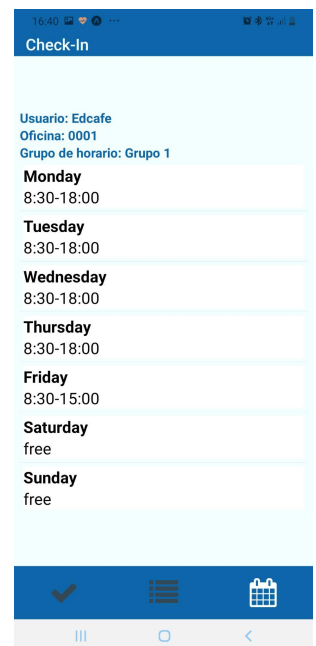 16:40
Check-In
Usuario: Edcafe
Oficina: 0001
Grupo de horario: Grupo 1
Monday
8:30-18:00
Tuesday
8:30-18:00
Wednesday
8:30-18:00
Thursday
8:30-18:00
Friday
8:30-15:00
Saturday
free
Sunday
free